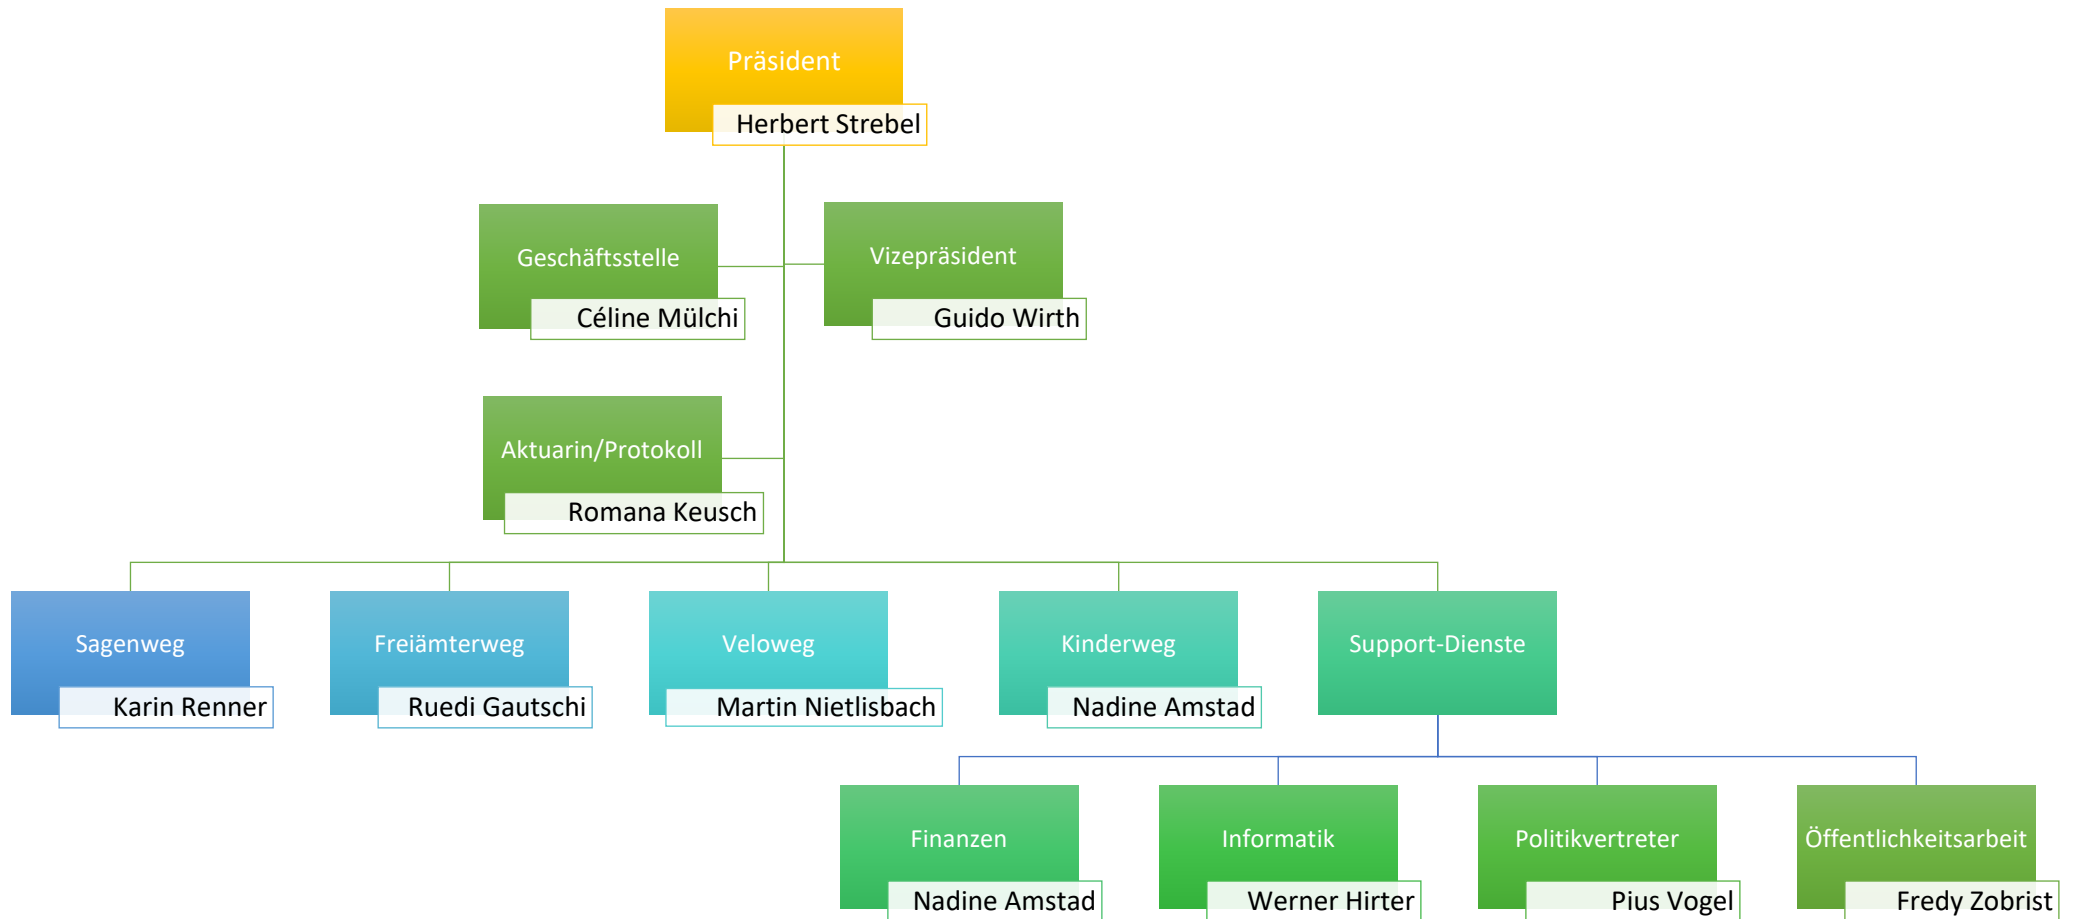 Präsident
Herbert Strebel
Geschäftsstelle
Céline Mülchi
Vizepräsident
Guido Wirth
Aktuarin/Protokoll
Romana Keusch
Sagenweg
Karin Renner
Freiämterweg
Ruedi Gautschi
Veloweg
Martin Nietlisbach
Kinderweg
Nadine Amstad
Support-Dienste
Finanzen
Nadine Amstad
Informatik
Werner Hirter
Politikvertreter
Pius Vogel
Öffentlichkeitsarbeit
Fredy Zobrist